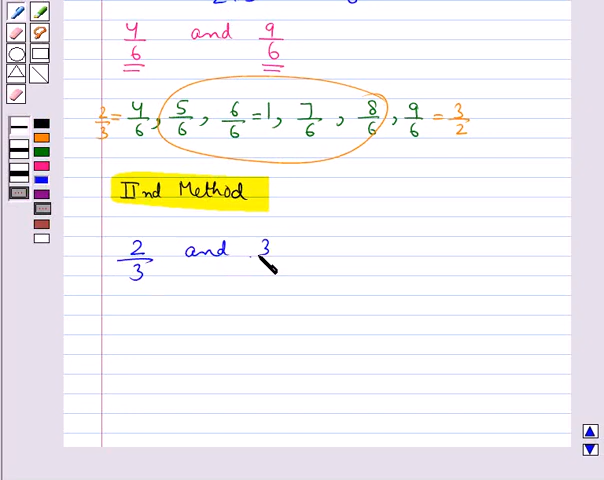 4/6 and 9/6
2/3 = 4/6, 5/6, 6/6 = 1, 7/6, 8/6, 9/6 = 3/2
IInd Method
2/3 and 3